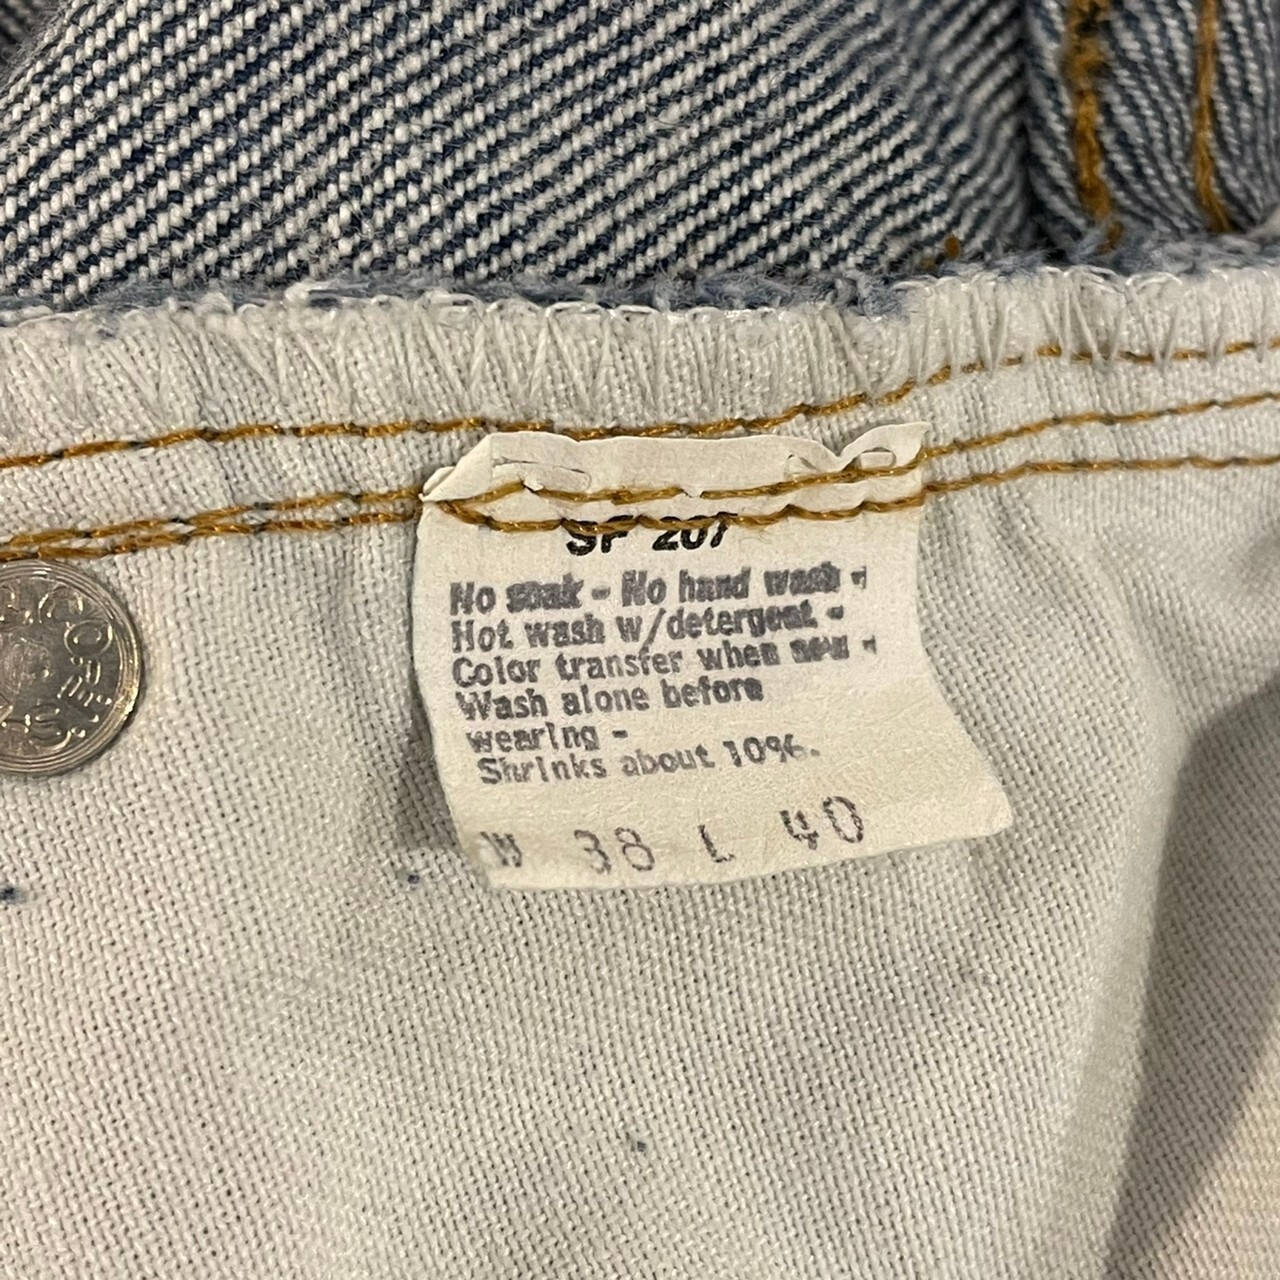 SF 207
No soak - No hand wash -
Hot wash w/detergent -
Color transfer when new -
Wash alone before
wearing -
Shrinks about 10%.
W 38 L 40